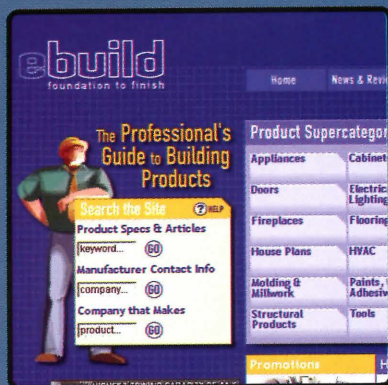 ebuild
foundation to finish
Home News & Revi
The Professional's
Guide to Building
Products
Search the Site ? HELP
Product Specs & Articles
keyword... GO
Manufacturer Contact Info
company... GO
Company that Makes
product... GO
Product Supercategor
Appliances Cabinet
Doors Electric
Lighting
Fireplaces Flooring
House Plans HVAC
Molding &
Millwork Paints,
Adhesiv
Structural
Products Tools
Promotions H